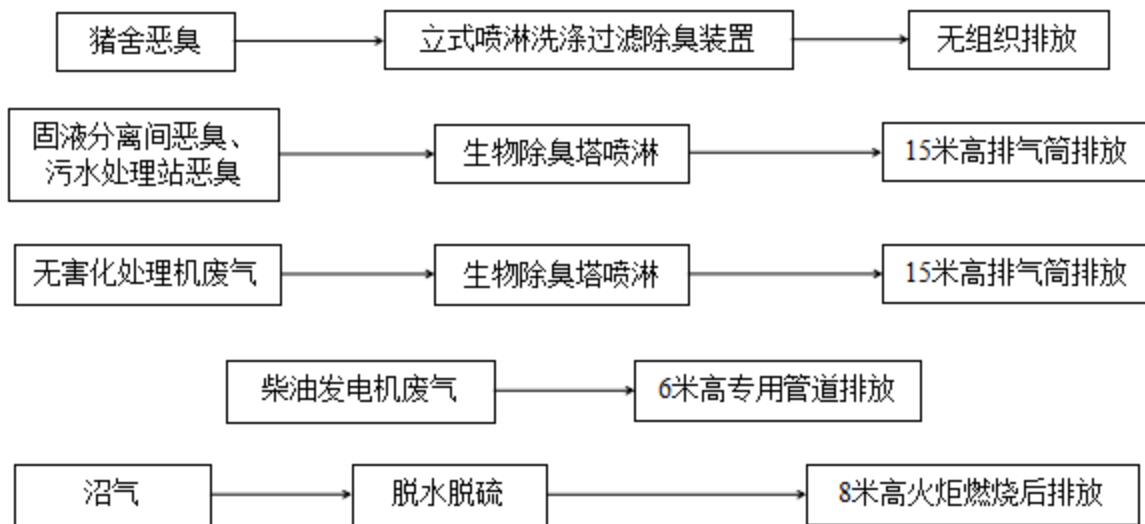 猪舍恶臭
立式喷淋洗涤过滤除臭装置
无组织排放
固液分离间恶臭、
污水处理站恶臭
生物除臭塔喷淋
15米高排气筒排放
无害化处理机废气
生物除臭塔喷淋
15米高排气筒排放
柴油发电机废气
6米高专用管道排放
沼气
脱水脱硫
8米高火炬燃烧后排放